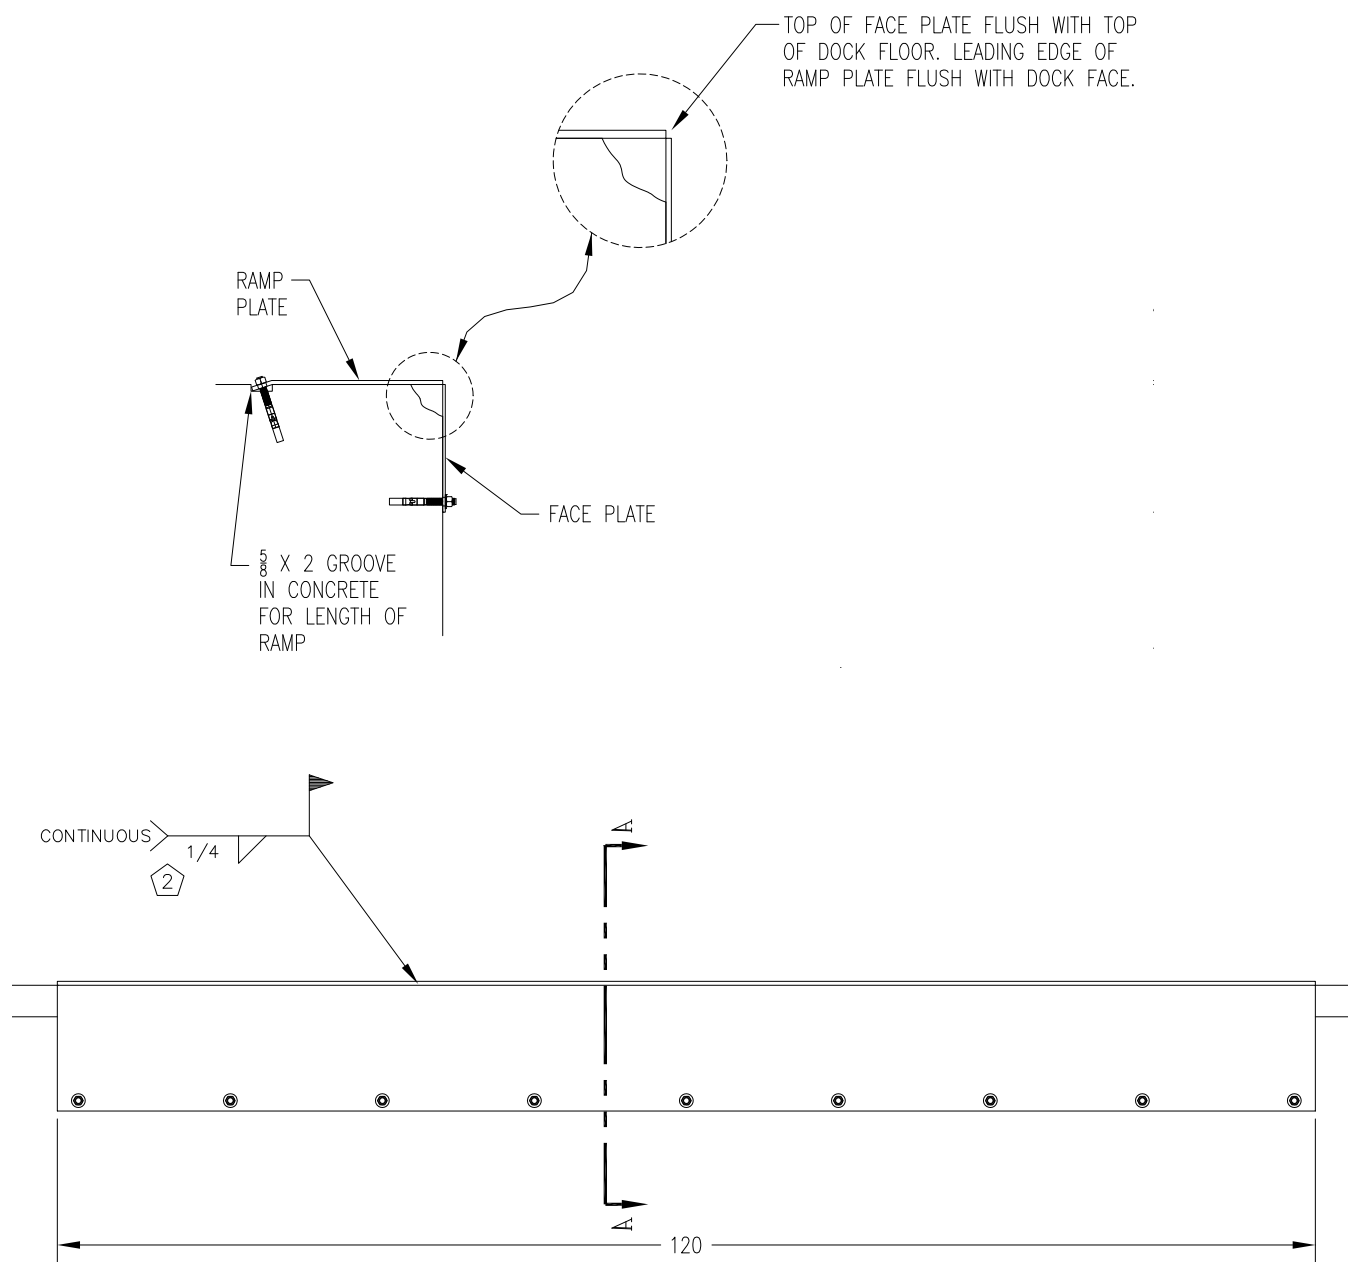 TOP OF FACE PLATE FLUSH WITH TOP
OF DOCK FLOOR. LEADING EDGE OF
RAMP PLATE FLUSH WITH DOCK FACE.
RAMP
PLATE
FACE PLATE
5/8 X 2 GROOVE
IN CONCRETE
FOR LENGTH OF
RAMP
CONTINUOUS
1/4
2
A
A
120